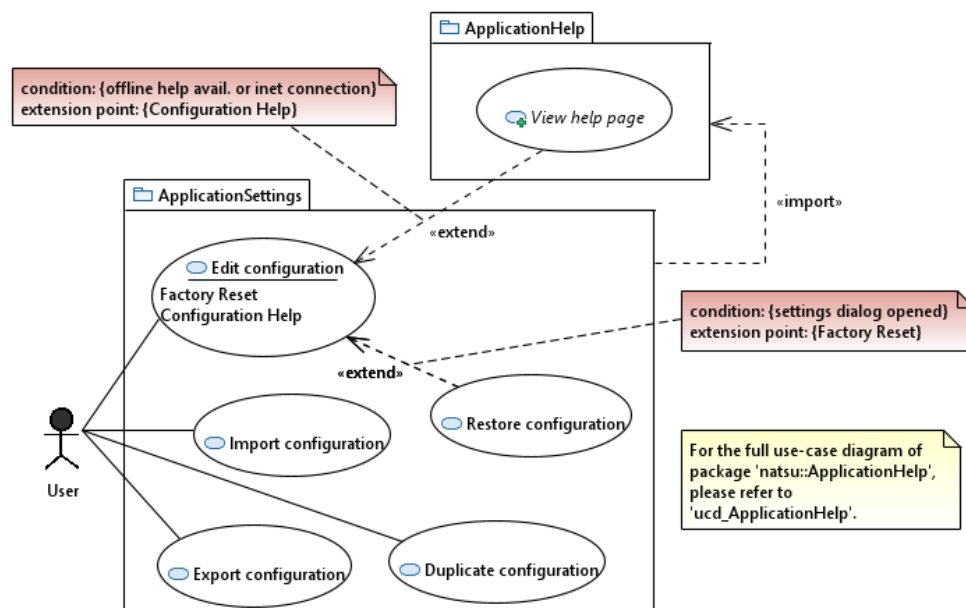 ApplicationHelp
condition: {offline help avail. or inet connection}
extension point: {Configuration Help}
View help page
ApplicationSettings
«import»
«extend»
Edit configuration
Factory Reset
Configuration Help
condition: {settings dialog opened}
extension point: {Factory Reset}
«extend»
Restore configuration
Import configuration
User
For the full use-case diagram of
package 'natsu::ApplicationHelp',
please refer to
'ucd_ApplicationHelp'.
Export configuration
Duplicate configuration